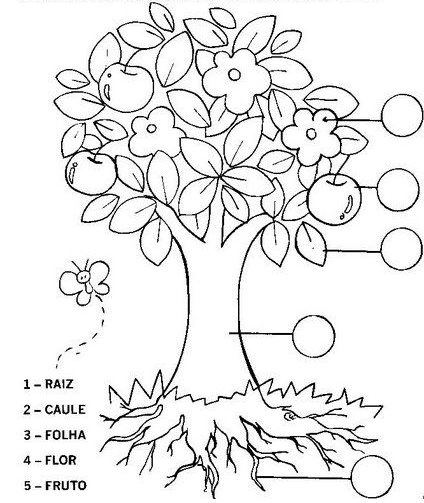 1 – RAIZ
2 – CAULE
3 – FOLHA
4 – FLOR
5 – FRUTO